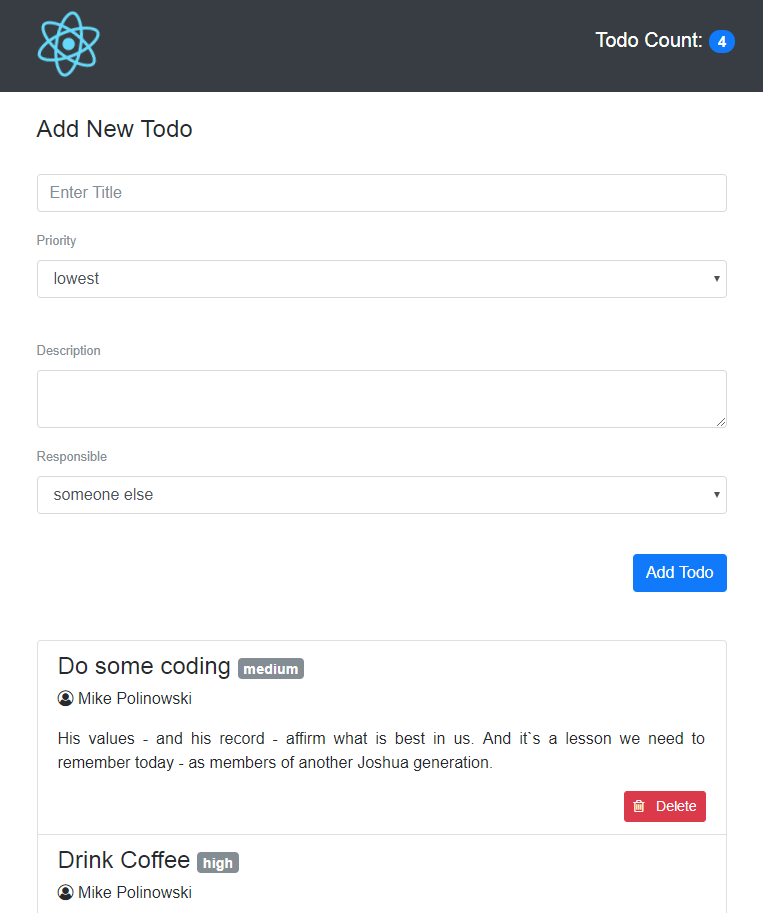 Todo Count: 4
Add New Todo
Enter Title
Priority
lowest
Description
Responsible
someone else
Add Todo
Do some coding medium
Mike Polinowski
His values - and his record - affirm what is best in us. And it`s a lesson we need to
remember today - as members of another Joshua generation.
Delete
Drink Coffee high
Mike Polinowski